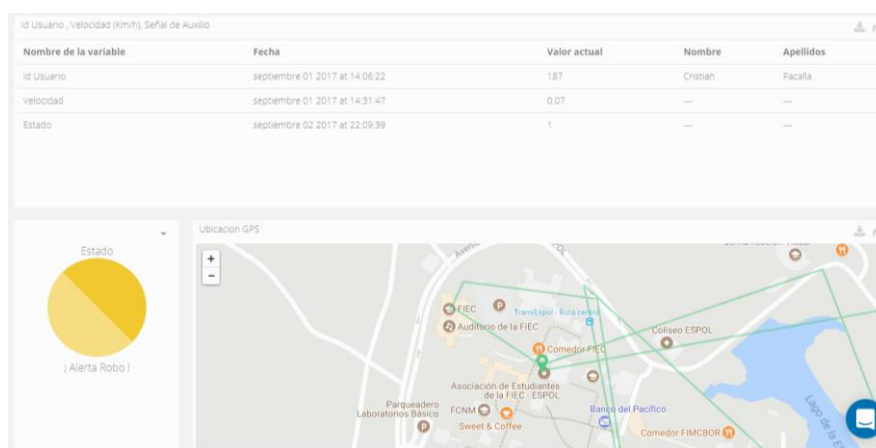 Id Usuario , Velocidad (Km/h), Señal de Auxilio
Nombre de la variable Fecha Valor actual Nombre Apellidos
Id Usuario septiembre 01 2017 at 14:06:22 187 Cristian Pacalla
Velocidad septiembre 01 2017 at 14:31:47 0.07 --- ---
Estado septiembre 02 2017 at 22:09:39 1 --- ---
Estado
¡ Alerta Robo !
Ubicacion GPS
+
-
Avenida
FIEC
P
TransEspol - Ruta centro
Auditorio de la FIEC
Coliseo ESPOL
Comedor FIEC
Asociación de Estudiantes
de la FIEC - ESPOL
Parqueadero
Laboratorios Básico
P
FCNM
Banco del Pacífico
Sweet & Coffee
Comedor FIMCBOR
Lago de la